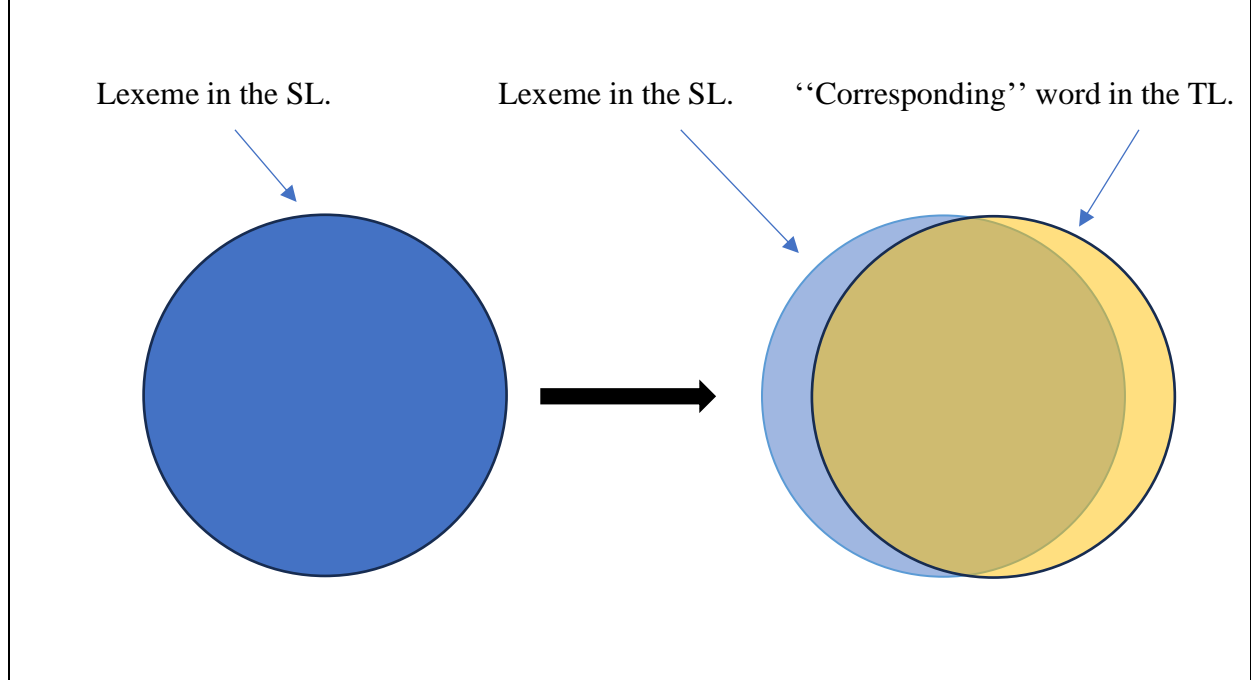 Lexeme in the SL.
Lexeme in the SL.
‘‘Corresponding’’ word in the TL.